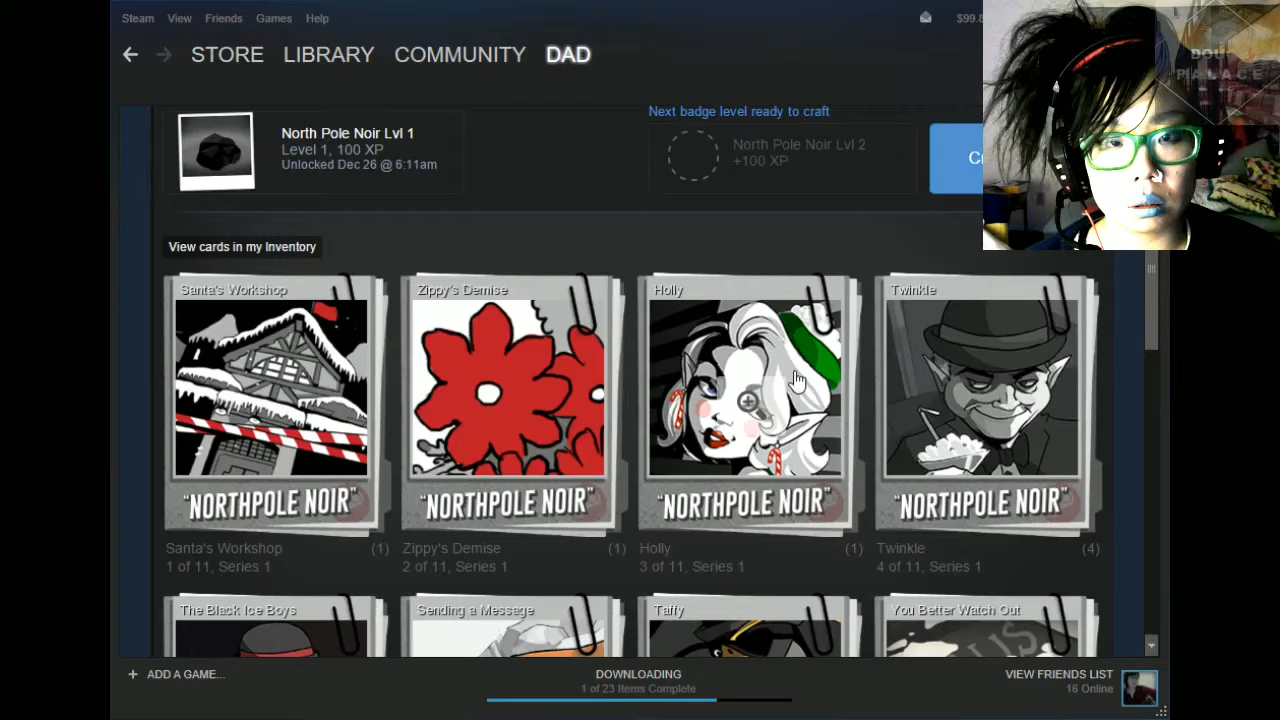 Steam View Friends Games Help $99.8
STORE LIBRARY COMMUNITY DAD
Next badge level ready to craft
North Pole Noir Lvl 1
Level 1, 100 XP
Unlocked Dec 26 @ 6:11am
North Pole Noir Lvl 2
+100 XP
View cards in my Inventory
Santa's Workshop Zippy's Demise Holly Twinkle
"NORTHPOLE NOIR" "NORTHPOLE NOIR" "NORTHPOLE NOIR" "NORTHPOLE NOIR"
Santa's Workshop (1) Zippy's Demise (1) Holly (1) Twinkle (4)
1 of 11, Series 1 2 of 11, Series 1 3 of 11, Series 1 4 of 11, Series 1
The Black Ice Boys Sending a Message Taffy You Better Watch Out
+ ADD A GAME... DOWNLOADING VIEW FRIENDS LIST
1 of 23 Items Complete 16 Online